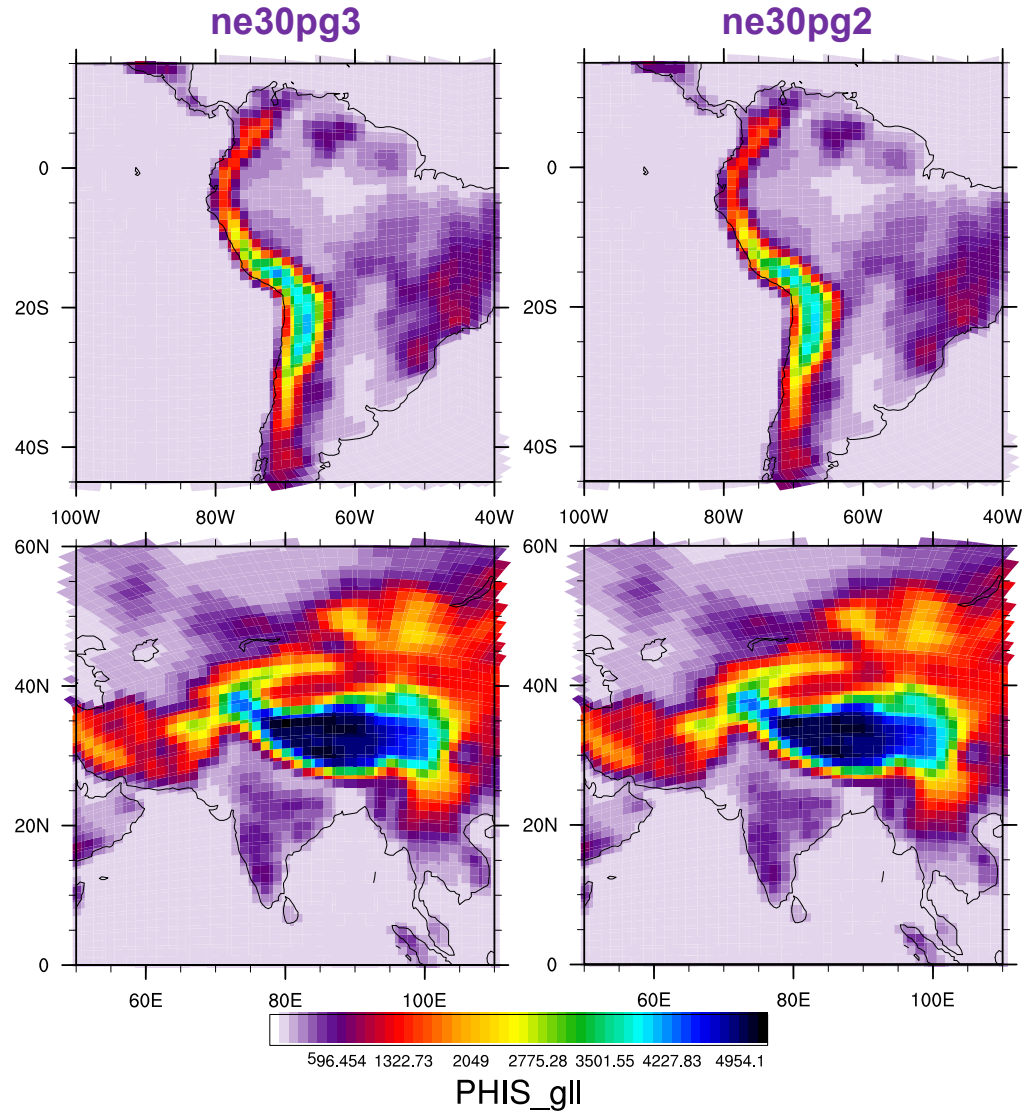 ne30pg3 ne30pg2
0 0
20S 20S
40S 40S
100W 80W 60W 40W 100W 80W 60W 40W
60N 60N
40N 40N
20N 20N
0 0
60E 80E 100E 60E 80E 100E
596.454 1322.73 2049 2775.28 3501.55 4227.83 4954.1
PHIS_gll